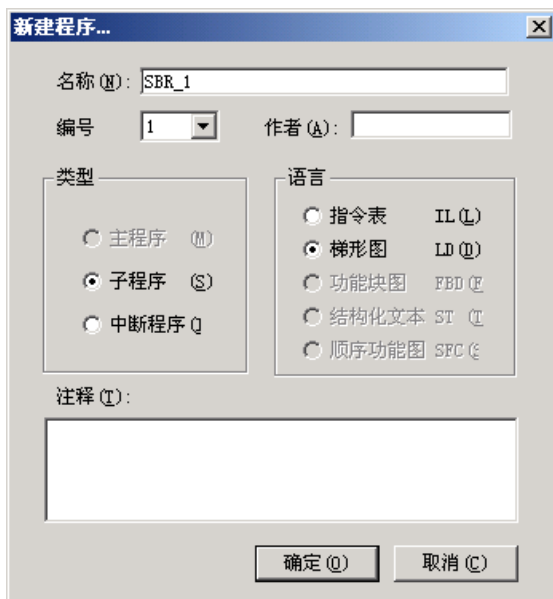 新建程序...
名称(N): SBR_1
编号 1 作者(A):
类型
主程序 (M)
子程序 (S)
中断程序(I
语言
指令表 IL(L)
梯形图 LD(D)
功能块图 FBD(F
结构化文本 ST (T
顺序功能图 SFC(S
注释(T):
确定(O) 取消(C)